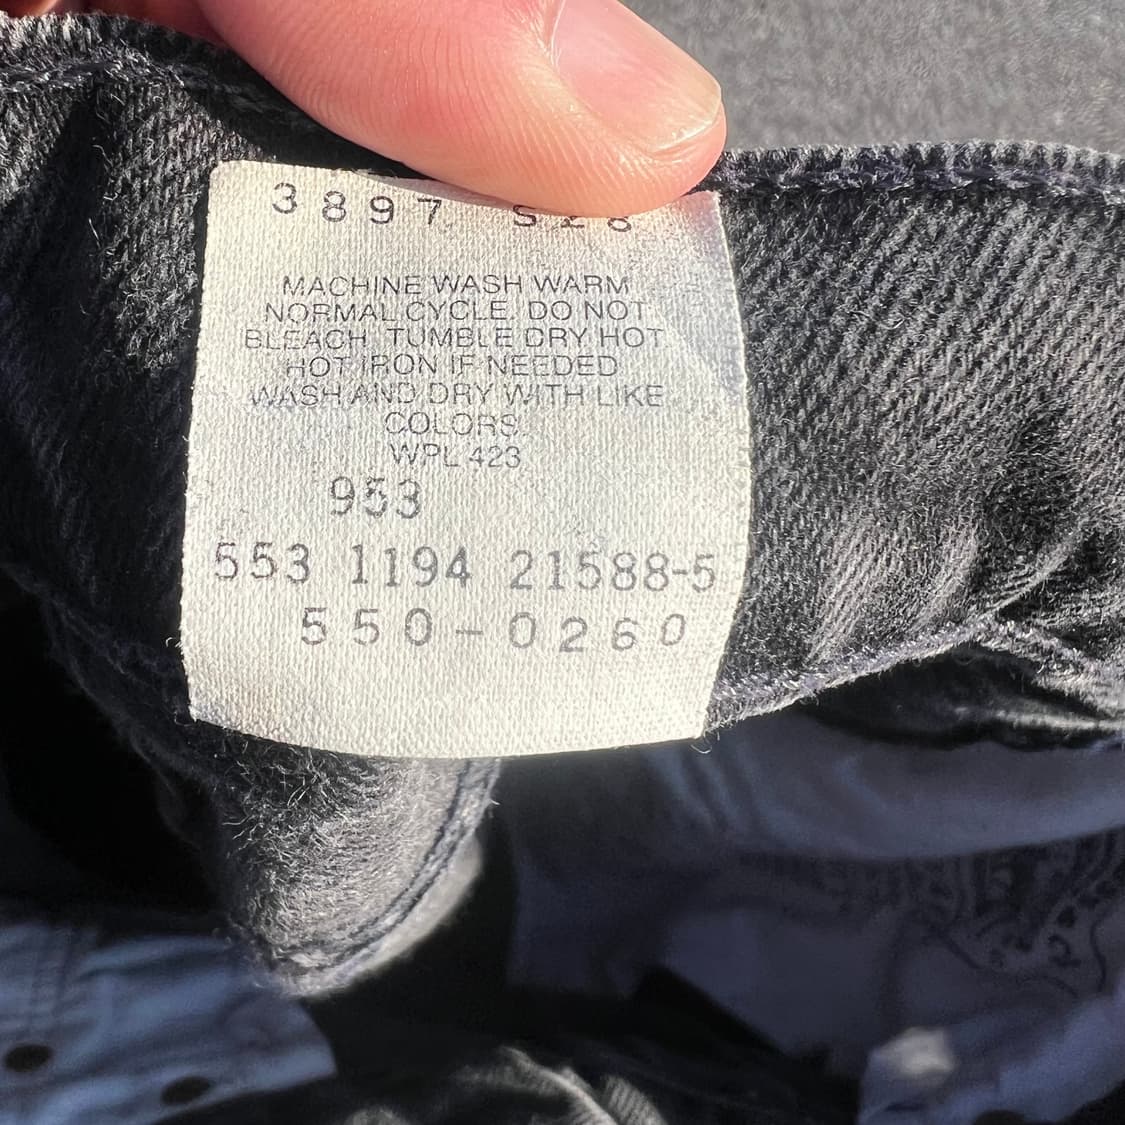 3897 S28
MACHINE WASH WARM
NORMAL CYCLE. DO NOT
BLEACH. TUMBLE DRY HOT.
HOT IRON IF NEEDED
WASH AND DRY WITH LIKE
COLORS.
WPL 423
953
553 1194 21588-5
550-0260